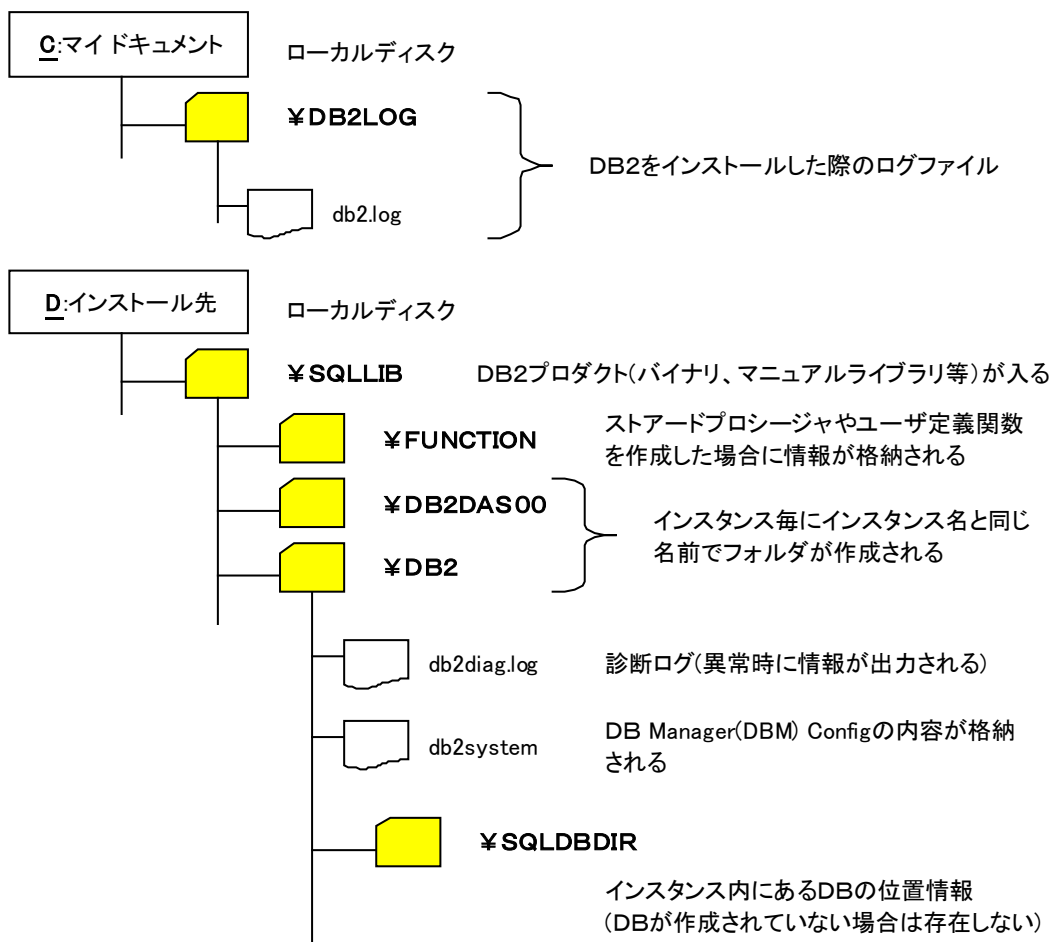 C:マイ ドキュメント
ローカルディスク
¥DB2LOG
DB2をインストールした際のログファイル
db2.log
D:インストール先
ローカルディスク
¥SQLLIB
DB2プロダクト(バイナリ、マニュアルライブラリ等)が入る
¥FUNCTION
ストアードプロシージャやユーザ定義関数
を作成した場合に情報が格納される
¥DB2DAS00
インスタンス毎にインスタンス名と同じ
名前でフォルダが作成される
¥DB2
db2diag.log
診断ログ(異常時に情報が出力される)
db2system
DB Manager(DBM) Configの内容が格納
される
¥SQLDBDIR
インスタンス内にあるDBの位置情報
(DBが作成されていない場合は存在しない)